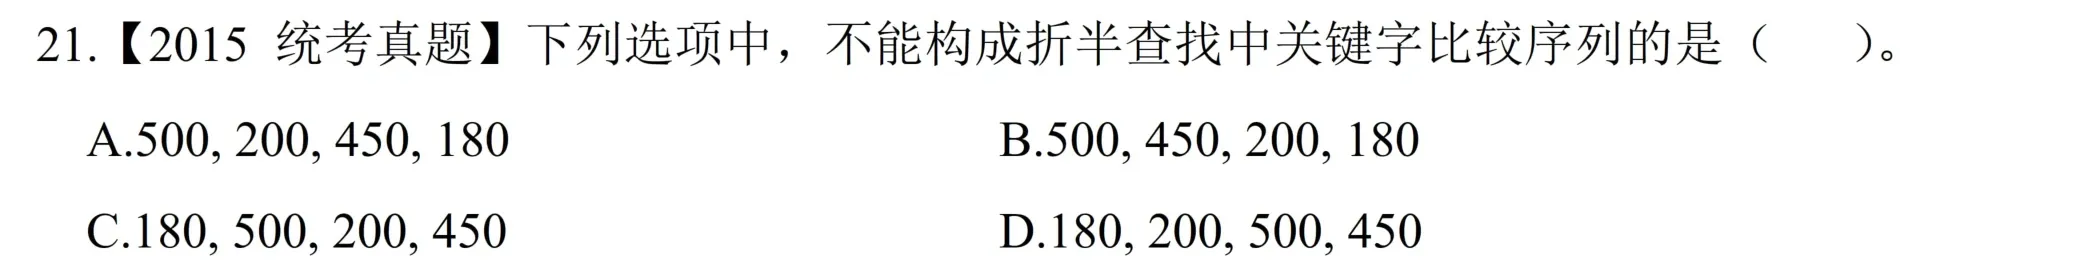 21.【2015 统考真题】下列选项中，不能构成折半查找中关键字比较序列的是（　　）。
A.500, 200, 450, 180　　B.500, 450, 200, 180
C.180, 500, 200, 450　　D.180, 200, 500, 450